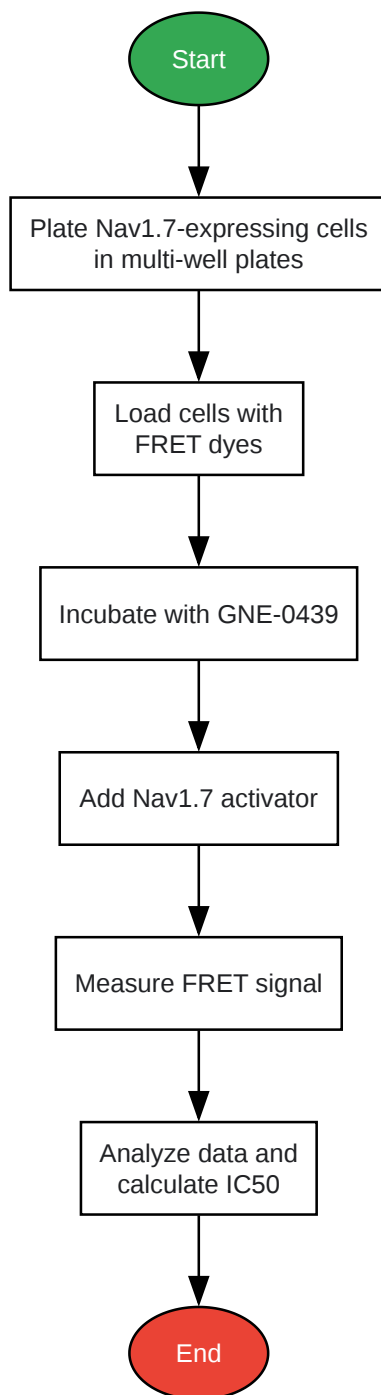 Start
Plate Nav1.7-expressing cells
in multi-well plates
Load cells with
FRET dyes
Incubate with GNE-0439
Add Nav1.7 activator
Measure FRET signal
Analyze data and
calculate IC50
End